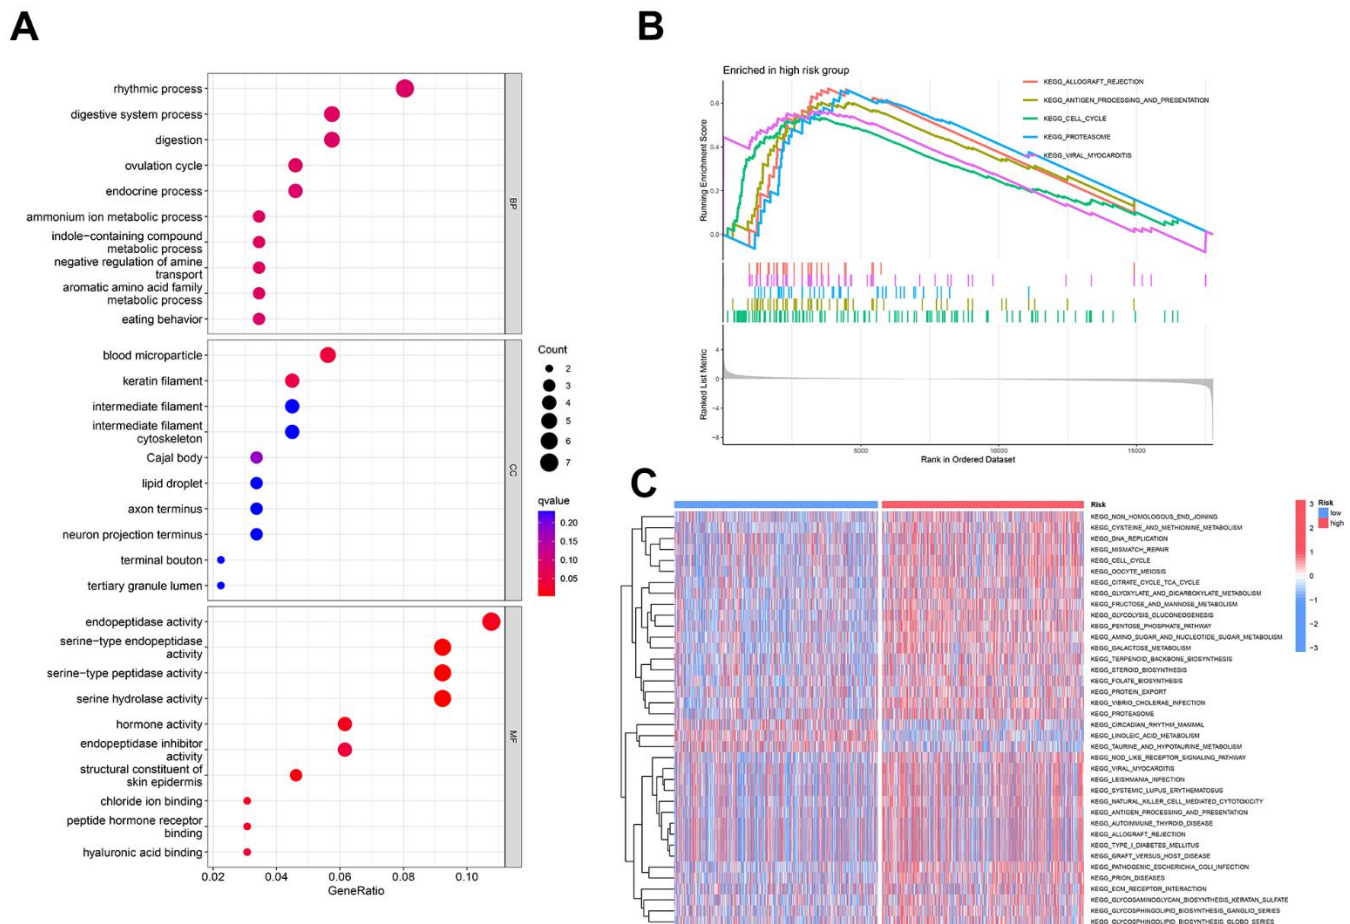 A
rhythmic process
digestive system process
digestion
ovulation cycle
endocrine process
ammonium ion metabolic process
indole-containing compound
metabolic process
negative regulation of amine
transport
aromatic amino acid family
metabolic process
eating behavior
BP
blood microparticle
keratin filament
intermediate filament
intermediate filament
cytoskeleton
Cajal body
lipid droplet
axon terminus
neuron projection terminus
terminal bouton
tertiary granule lumen
CC
endopeptidase activity
serine-type endopeptidase
activity
serine-type peptidase activity
serine hydrolase activity
hormone activity
endopeptidase inhibitor
activity
structural constituent of
skin epidermis
chloride ion binding
peptide hormone receptor
binding
hyaluronic acid binding
MF
0.02 0.04 0.06 0.08 0.10
GeneRatio
Count
2
3
4
5
6
7
qvalue
0.20
0.15
0.10
0.05
B
Enriched in high risk group
KEGG_ALLOGRAFT_REJECTION
KEGG_ANTIGEN_PROCESSING_AND_PRESENTATION
KEGG_CELL_CYCLE
KEGG_PROTEASOME
KEGG_VIRAL_MYOCARDITIS
Running Enrichment Score
0.6
0.4
0.2
0.0
Ranked List Metric
4
0
−4
−8
5000 10000 15000
Rank in Ordered Dataset
C
Risk
KEGG_NON_HOMOLOGOUS_END_JOINING
KEGG_CYSTEINE_AND_METHIONINE_METABOLISM
KEGG_DNA_REPLICATION
KEGG_MISMATCH_REPAIR
KEGG_CELL_CYCLE
KEGG_OOCYTE_MEIOSIS
KEGG_CITRATE_CYCLE_TCA_CYCLE
KEGG_GLYOXYLATE_AND_DICARBOXYLATE_METABOLISM
KEGG_FRUCTOSE_AND_MANNOSE_METABOLISM
KEGG_GLYCOLYSIS_GLUCONEOGENESIS
KEGG_PENTOSE_PHOSPHATE_PATHWAY
KEGG_AMINO_SUGAR_AND_NUCLEOTIDE_SUGAR_METABOLISM
KEGG_GALACTOSE_METABOLISM
KEGG_TERPENOID_BACKBONE_BIOSYNTHESIS
KEGG_STEROID_BIOSYNTHESIS
KEGG_FOLATE_BIOSYNTHESIS
KEGG_PROTEIN_EXPORT
KEGG_VIBRIO_CHOLERAE_INFECTION
KEGG_PROTEASOME
KEGG_CIRCADIAN_RHYTHM_MAMMAL
KEGG_LINOLEIC_ACID_METABOLISM
KEGG_TAURINE_AND_HYPOTAURINE_METABOLISM
KEGG_NOD_LIKE_RECEPTOR_SIGNALING_PATHWAY
KEGG_VIRAL_MYOCARDITIS
KEGG_LEISHMANIA_INFECTION
KEGG_SYSTEMIC_LUPUS_ERYTHEMATOSUS
KEGG_NATURAL_KILLER_CELL_MEDIATED_CYTOTOXICITY
KEGG_ANTIGEN_PROCESSING_AND_PRESENTATION
KEGG_AUTOIMMUNE_THYROID_DISEASE
KEGG_ALLOGRAFT_REJECTION
KEGG_TYPE_I_DIABETES_MELLITUS
KEGG_GRAFT_VERSUS_HOST_DISEASE
KEGG_PATHOGENIC_ESCHERICHIA_COLI_INFECTION
KEGG_PRION_DISEASES
KEGG_ECM_RECEPTOR_INTERACTION
KEGG_GLYCOSAMINOGLYCAN_BIOSYNTHESIS_KERATAN_SULFATE
KEGG_GLYCOSPHINGOLIPID_BIOSYNTHESIS_GANGLIO_SERIES
KEGG_GLYCOSPHINGOLIPID_BIOSYNTHESIS_GLOBO_SERIES
3
2
1
0
−1
−2
−3
Risk
low
high